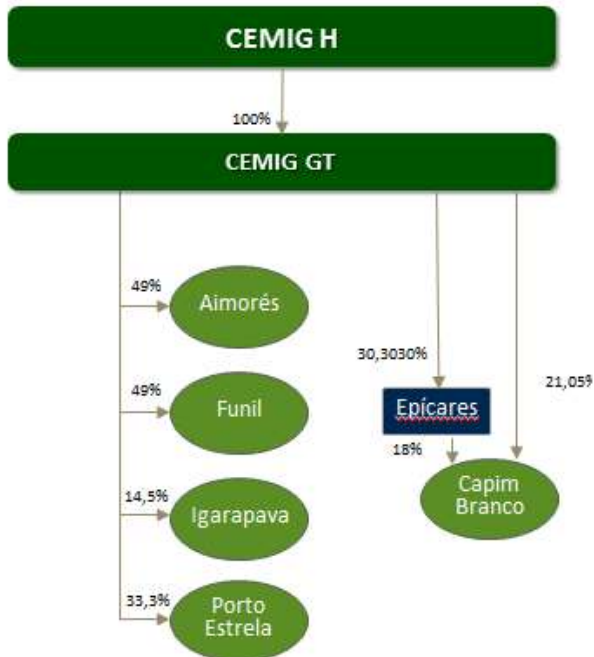 CEMIG H
100%
CEMIG GT
49%
Aimorés
49%
Funil
30,3030%
21,05%
Epícares
18%
14,5%
Igarapava
Capim
Branco
33,3%
Porto
Estrela